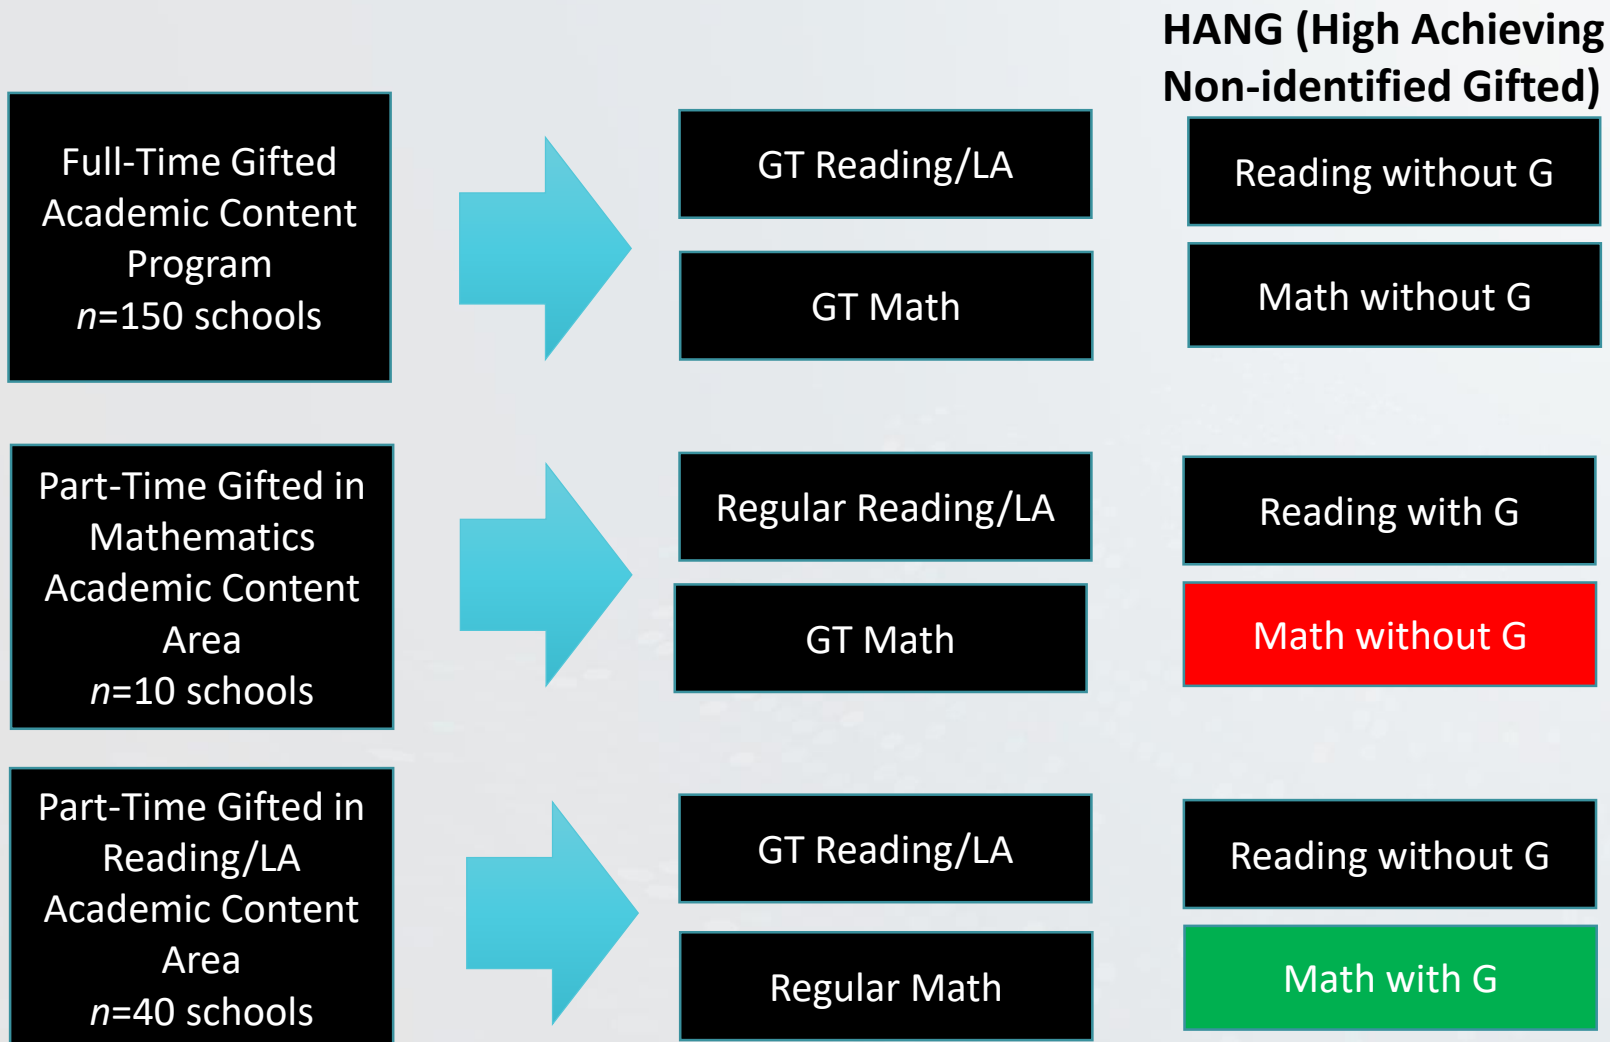 HANG (High Achieving
Non-identified Gifted)
Full-Time Gifted
Academic Content
Program
n=150 schools
GT Reading/LA
GT Math
Reading without G
Math without G
Part-Time Gifted in
Mathematics
Academic Content
Area
n=10 schools
Regular Reading/LA
GT Math
Reading with G
Math without G
Part-Time Gifted in
Reading/LA
Academic Content
Area
n=40 schools
GT Reading/LA
Regular Math
Reading without G
Math with G